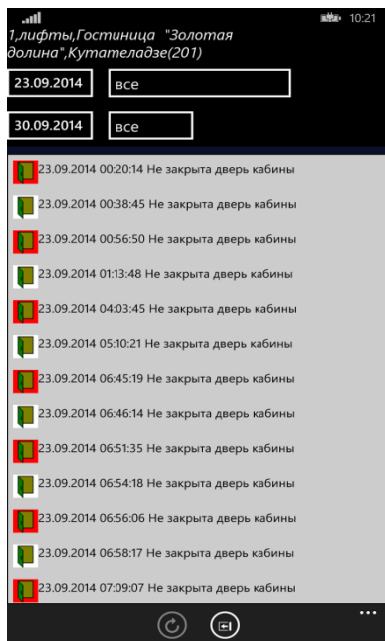 10:21
1,лифты,Гостиница "Золотая
долина",Кутателадзе(201)
23.09.2014 все
30.09.2014 все
23.09.2014 00:20:14 Не закрыта дверь кабины
23.09.2014 00:38:45 Не закрыта дверь кабины
23.09.2014 00:56:50 Не закрыта дверь кабины
23.09.2014 01:13:48 Не закрыта дверь кабины
23.09.2014 04:03:45 Не закрыта дверь кабины
23.09.2014 05:10:21 Не закрыта дверь кабины
23.09.2014 06:45:19 Не закрыта дверь кабины
23.09.2014 06:46:14 Не закрыта дверь кабины
23.09.2014 06:51:35 Не закрыта дверь кабины
23.09.2014 06:54:18 Не закрыта дверь кабины
23.09.2014 06:56:06 Не закрыта дверь кабины
23.09.2014 06:58:17 Не закрыта дверь кабины
23.09.2014 07:09:07 Не закрыта дверь кабины